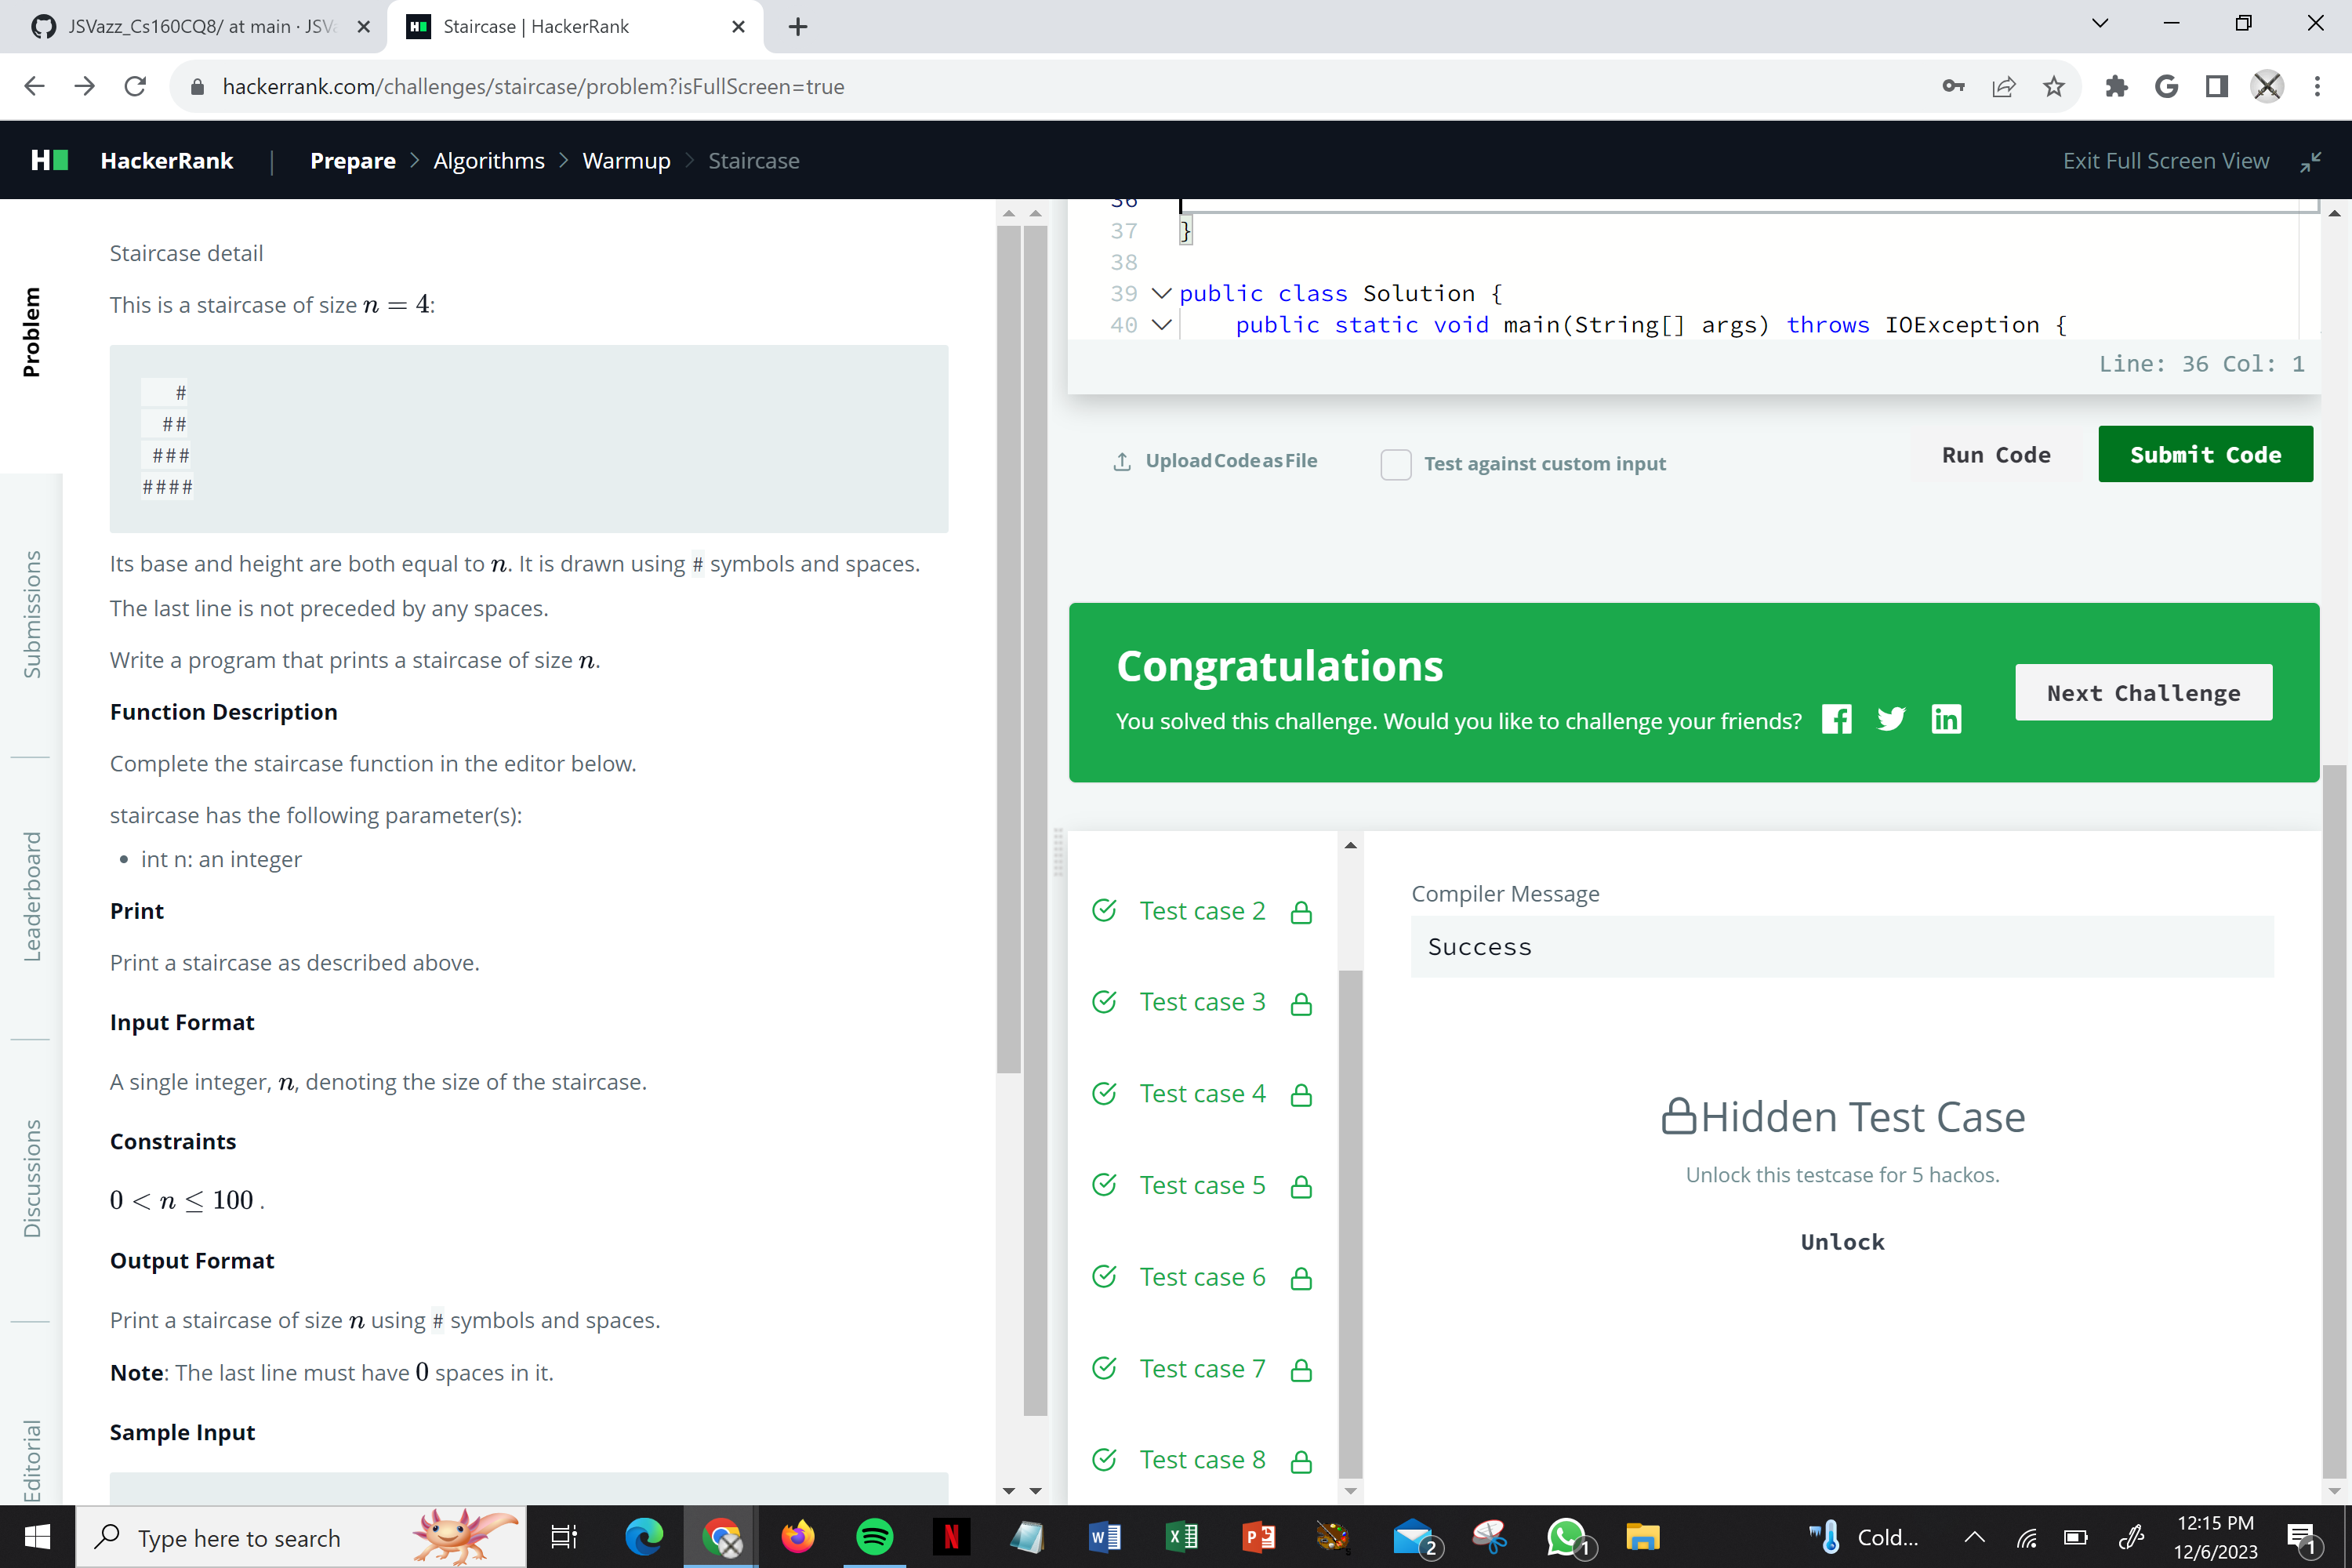 JSVazz_Cs160CQ8/ at main · JSVa
Staircase | HackerRank
hackerrank.com/challenges/staircase/problem?isFullScreen=true
HackerRank | Prepare > Algorithms > Warmup > Staircase
Exit Full Screen View
Problem
Submissions
Leaderboard
Discussions
Editorial
Staircase detail
This is a staircase of size n = 4:
#
##
###
####
Its base and height are both equal to n. It is drawn using # symbols and spaces.
The last line is not preceded by any spaces.
Write a program that prints a staircase of size n.
Function Description
Complete the staircase function in the editor below.
staircase has the following parameter(s):
• int n: an integer
Print
Print a staircase as described above.
Input Format
A single integer, n, denoting the size of the staircase.
Constraints
0 < n ≤ 100 .
Output Format
Print a staircase of size n using # symbols and spaces.
Note: The last line must have 0 spaces in it.
Sample Input
36
37 }
38
39 public class Solution {
40 public static void main(String[] args) throws IOException {
Line: 36 Col: 1
Upload Code as File
Test against custom input
Run Code
Submit Code
Congratulations
You solved this challenge. Would you like to challenge your friends?
Next Challenge
Test case 2
Test case 3
Test case 4
Test case 5
Test case 6
Test case 7
Test case 8
Compiler Message
Success
Hidden Test Case
Unlock this testcase for 5 hackos.
Unlock
Type here to search
2
1
Cold...
12:15 PM
12/6/2023
1